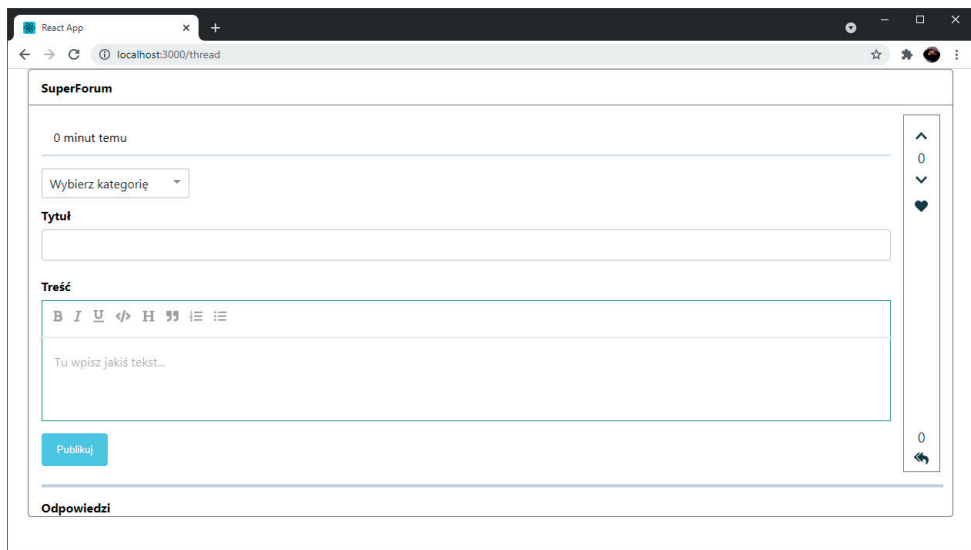 React App
localhost:3000/thread
SuperForum
0 minut temu
0
Wybierz kategorię
Tytuł
Treść
B I U </> H
Tu wpisz jakiś tekst...
Publikuj
0
Odpowiedzi